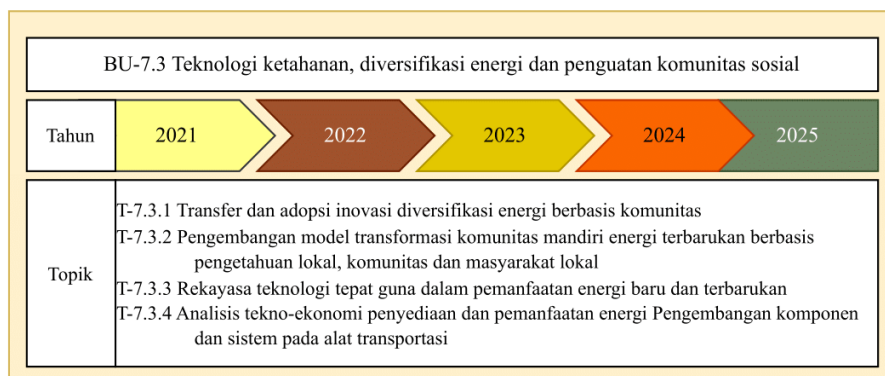 BU-7.3 Teknologi ketahanan, diversifikasi energi dan penguatan komunitas sosial
Tahun
2021
2022
2023
2024
2025
Topik
T-7.3.1 Transfer dan adopsi inovasi diversifikasi energi berbasis komunitas
T-7.3.2 Pengembangan model transformasi komunitas mandiri energi terbarukan berbasis
pengetahuan lokal, komunitas dan masyarakat lokal
T-7.3.3 Rekayasa teknologi tepat guna dalam pemanfaatan energi baru dan terbarukan
T-7.3.4 Analisis tekno-ekonomi penyediaan dan pemanfaatan energi Pengembangan komponen
dan sistem pada alat transportasi